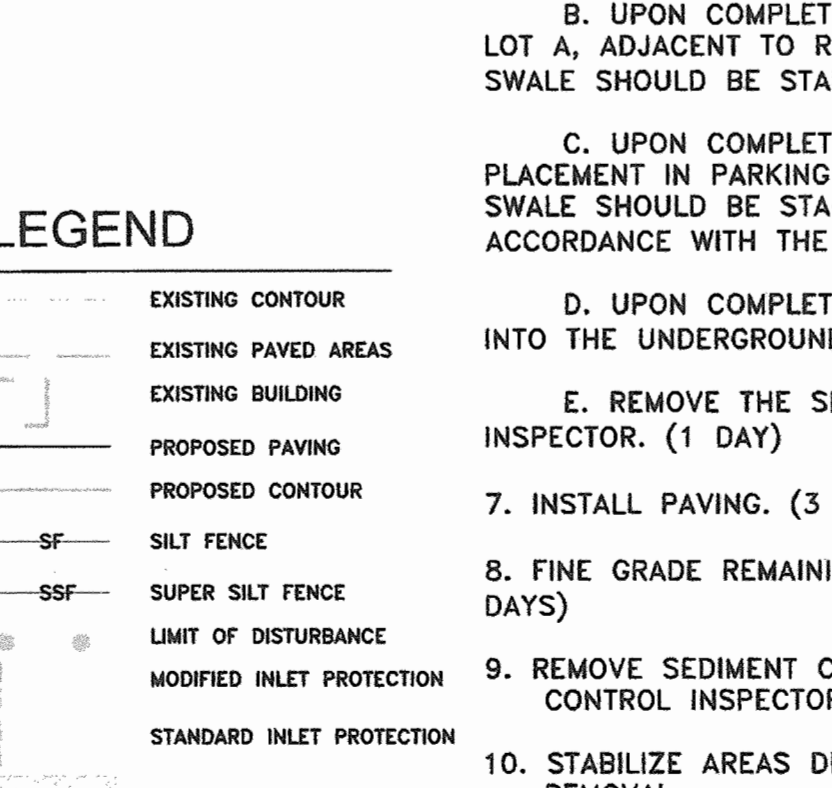 LEGEND
EXISTING CONTOUR
EXISTING PAVED AREAS
EXISTING BUILDING
PROPOSED PAVING
PROPOSED CONTOUR
SF SILT FENCE
SSF SUPER SILT FENCE
LIMIT OF DISTURBANCE
MODIFIED INLET PROTECTION
STANDARD INLET PROTECTION
B. UPON COMPLET
LOT A, ADJACENT TO R
SWALE SHOULD BE STA
C. UPON COMPLET
PLACEMENT IN PARKING
SWALE SHOULD BE STA
ACCORDANCE WITH THE
D. UPON COMPLET
INTO THE UNDERGROUN
E. REMOVE THE S
INSPECTOR. (1 DAY)
7. INSTALL PAVING. (3
8. FINE GRADE REMAINI
DAYS)
9. REMOVE SEDIMENT C
CONTROL INSPECTOR
10. STABILIZE AREAS D
REMOVAL